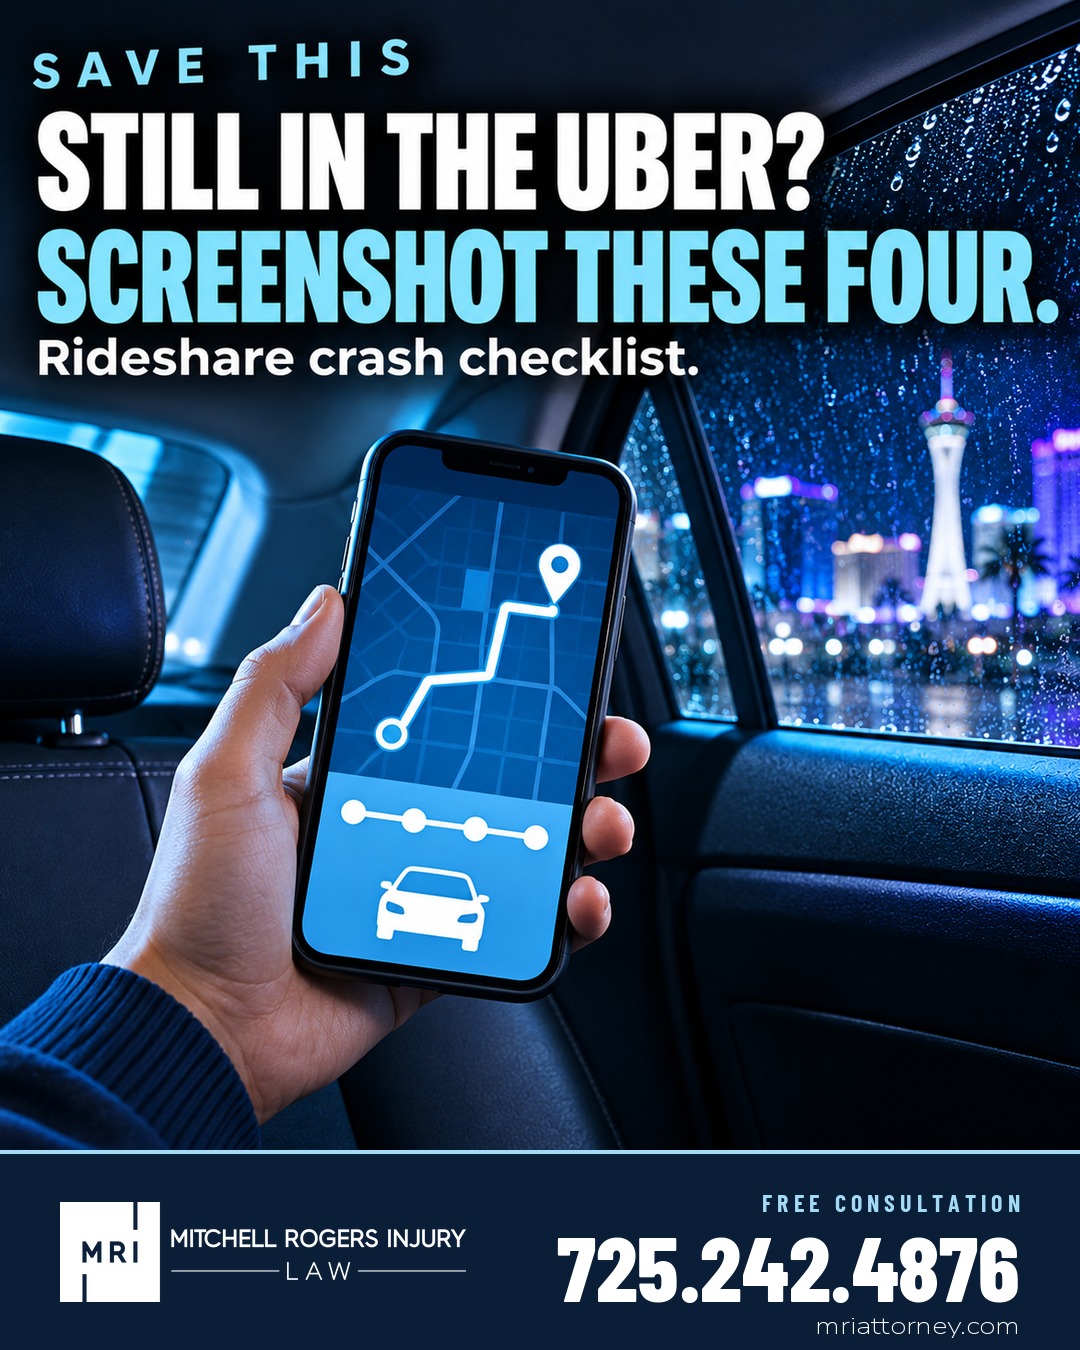 SAVE THIS
STILL IN THE UBER?
SCREENSHOT THESE FOUR.
Rideshare crash checklist.
MRI
MITCHELL ROGERS INJURY
LAW
FREE CONSULTATION
725.242.4876
mriattorney.com